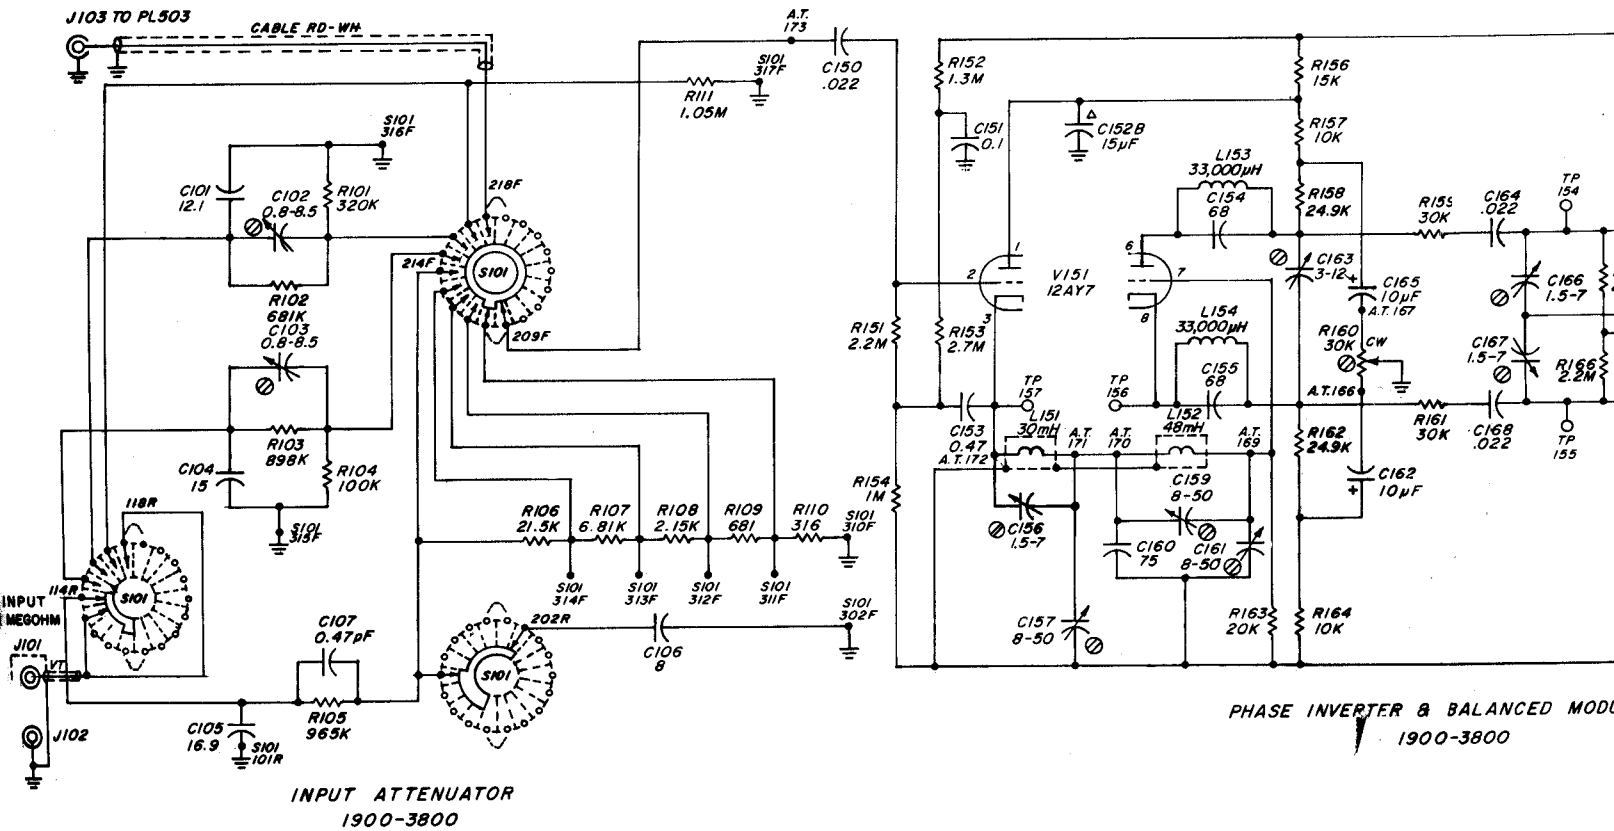 J103 TO PL503
CABLE RD-WH
A.T.
173
C150
.022
S101
317F
R111
1.05M
S101
316F
C101
12.1
C102
0.8-8.5
R101
320K
218F
214F
S101
209F
R102
681K
C103
0.8-8.5
R103
898K
C104
15
R104
100K
S101
315F
118R
114R
S101
INPUT
MEGOHM
J101
VT
J102
C107
0.47pF
R105
965K
C105
16.9
S101
101R
R106
21.5K
R107
6.81K
R108
2.15K
R109
681
R110
316
S101
310F
S101
314F
S101
313F
S101
312F
S101
311F
202R
S101
C106
8
S101
302F
INPUT ATTENUATOR
1900-3800
R152
1.3M
C151
0.1
C152B
15μF
R156
15K
R157
10K
L153
33,000μH
C154
68
R158
24.9K
1
2
3
V151
12AY7
6
7
8
R151
2.2M
R153
2.7M
L154
33,000μH
C155
68
C163
3-12
C165
10μF
A.T.167
R160
30K
CW
A.T.166
R159
30K
C164
.022
TP
154
C166
1.5-7
C167
1.5-7
R166
2.2M
R161
30K
C168
.022
TP
155
TP
157
TP
156
C153
0.47
A.T.172
L151
30mH
A.T.
171
A.T.
170
L152
48mH
A.T.
169
R162
24.9K
C162
10μF
R154
1M
C156
1.5-7
C159
8-50
C160
75
C161
8-50
C157
8-50
R163
20K
R164
10K
PHASE INVERTER & BALANCED MODU
1900-3800